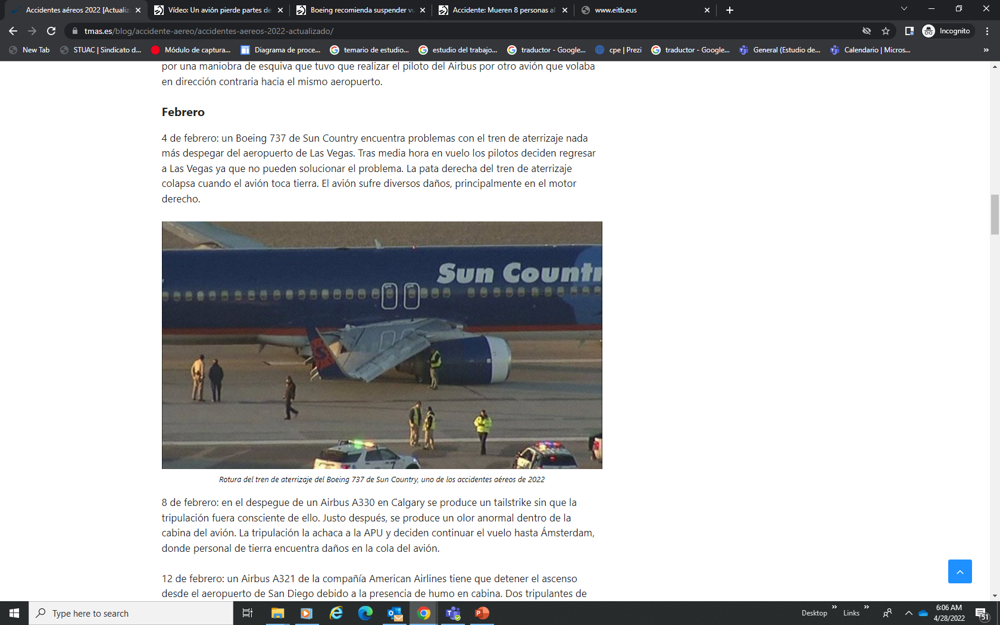 Accidentes aéreos 2022 [Actualiz
Vídeo: Un avión pierde partes de
Boeing recomienda suspender vu
Accidente: Mueren 8 personas al
www.eitb.eus
tmas.es/blog/accidente-aereo/accidentes-aereos-2022-actualizado/
Incognito
New Tab
STUAC | Sindicato d...
Módulo de captura...
Diagrama de proce...
temario de estudio...
estudio del trabajo...
traductor - Google...
cpe | Prezi
traductor - Google...
General (Estudio de...
Calendario | Micros...
»
por una maniobra de esquiva que tuvo que realizar el piloto del Airbus por otro avión que volaba
en dirección contraria hacia el mismo aeropuerto.
Febrero
4 de febrero: un Boeing 737 de Sun Country encuentra problemas con el tren de aterrizaje nada
más despegar del aeropuerto de Las Vegas. Tras media hora en vuelo los pilotos deciden regresar
a Las Vegas ya que no pueden solucionar el problema. La pata derecha del tren de aterrizaje
colapsa cuando el avión toca tierra. El avión sufre diversos daños, principalmente en el motor
derecho.
Sun Countr
Rotura del tren de aterrizaje del Boeing 737 de Sun Country, uno de los accidentes aéreos de 2022
8 de febrero: en el despegue de un Airbus A330 en Calgary se produce un tailstrike sin que la
tripulación fuera consciente de ello. Justo después, se produce un olor anormal dentro de la
cabina del avión. La tripulación la achaca a la APU y deciden continuar el vuelo hasta Ámsterdam,
donde personal de tierra encuentra daños en la cola del avión.
12 de febrero: un Airbus A321 de la compañía American Airlines tiene que detener el ascenso
desde el aeropuerto de San Diego debido a la presencia de humo en cabina. Dos tripulantes de
Type here to search
Desktop
»
Links
»
6:06 AM
4/28/2022
51